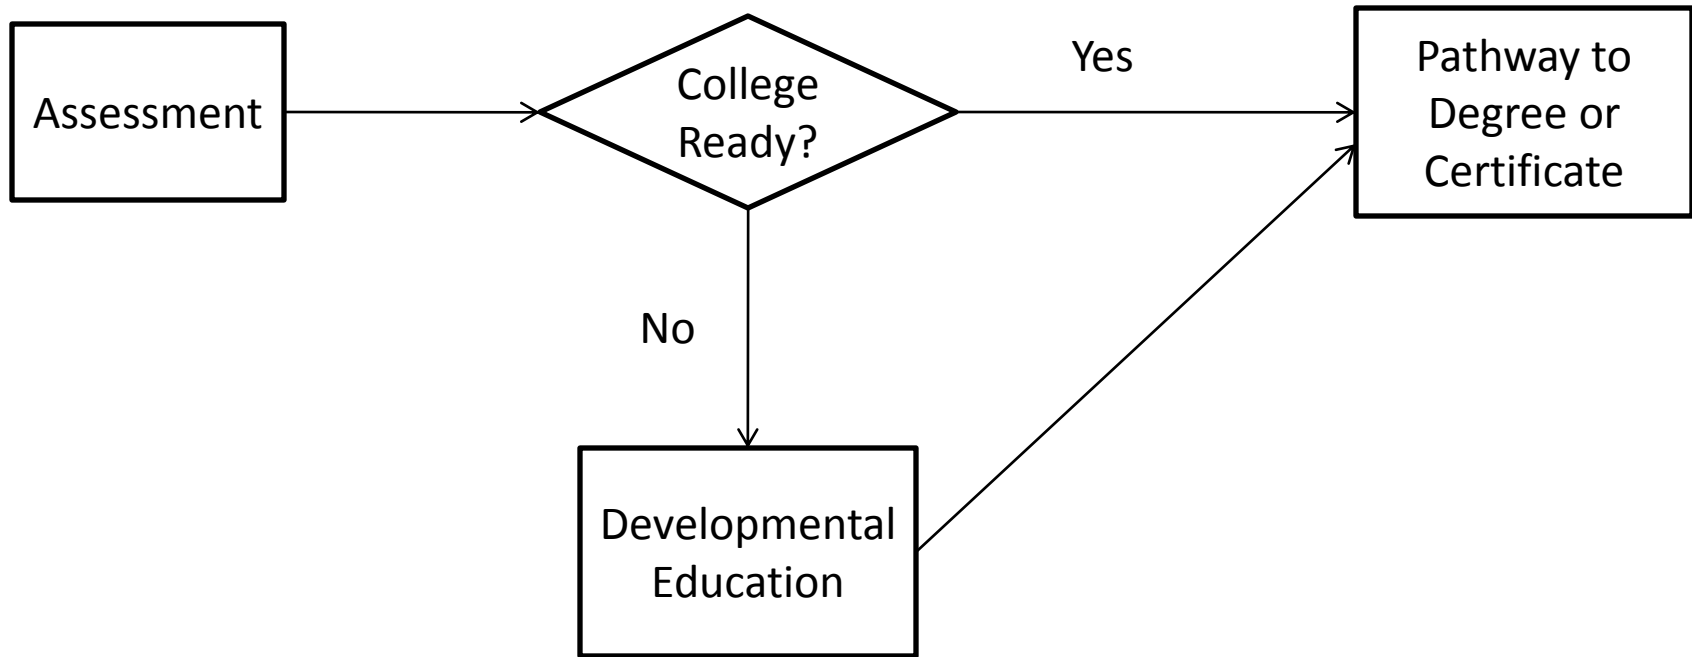 Assessment
College
Ready?
Yes
Pathway to
Degree or
Certificate
No
Developmental
Education